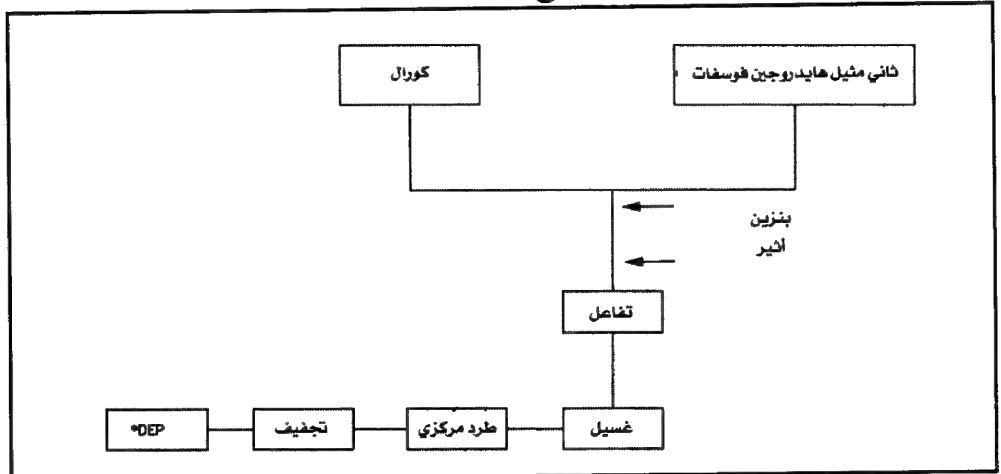 ثاني مثيل هايدروجين فوسفات
كورال
بنزين
أثير
تفاعل
غسيل
طرد مركزي
تجفيف
DEP*